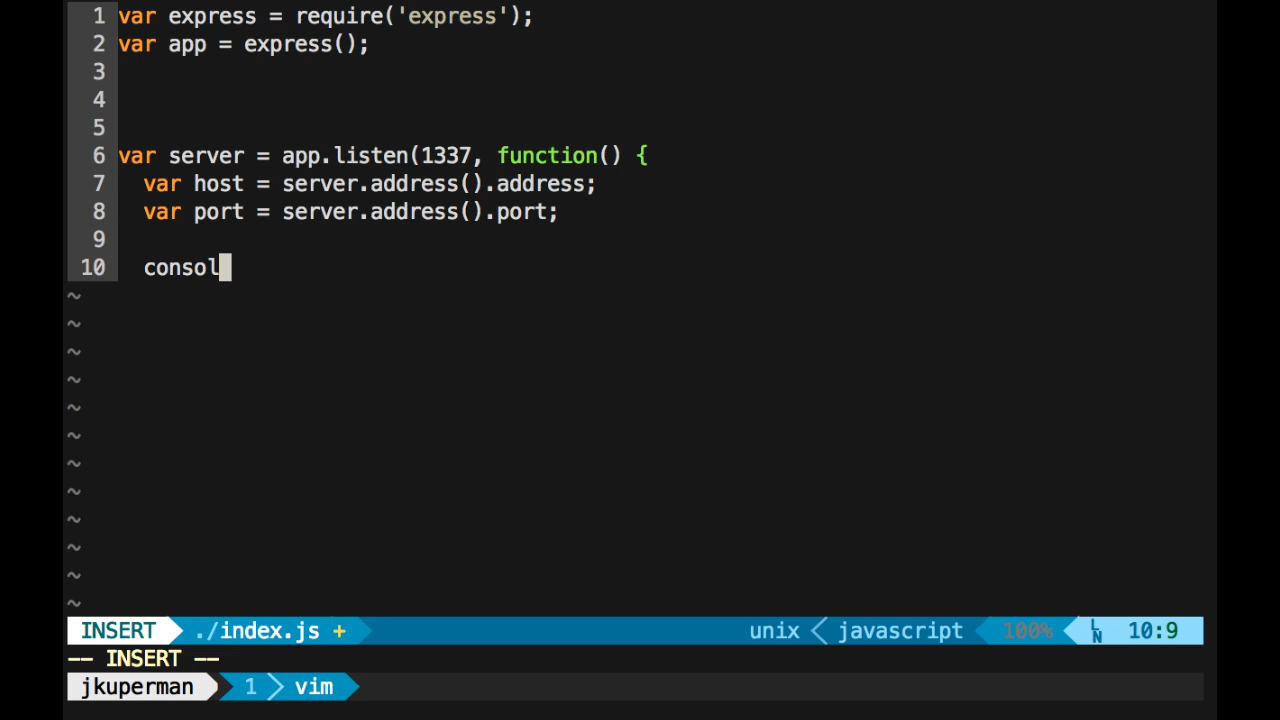 1 var express = require('express');
2 var app = express();
3
4
5
6 var server = app.listen(1337, function() {
7   var host = server.address().address;
8   var port = server.address().port;
9
10   consol
~
~
~
~
~
~
~
~
~
~
~
~
INSERT ./index.js + unix javascript 100% LN 10:9
-- INSERT --
jkuperman 1 vim